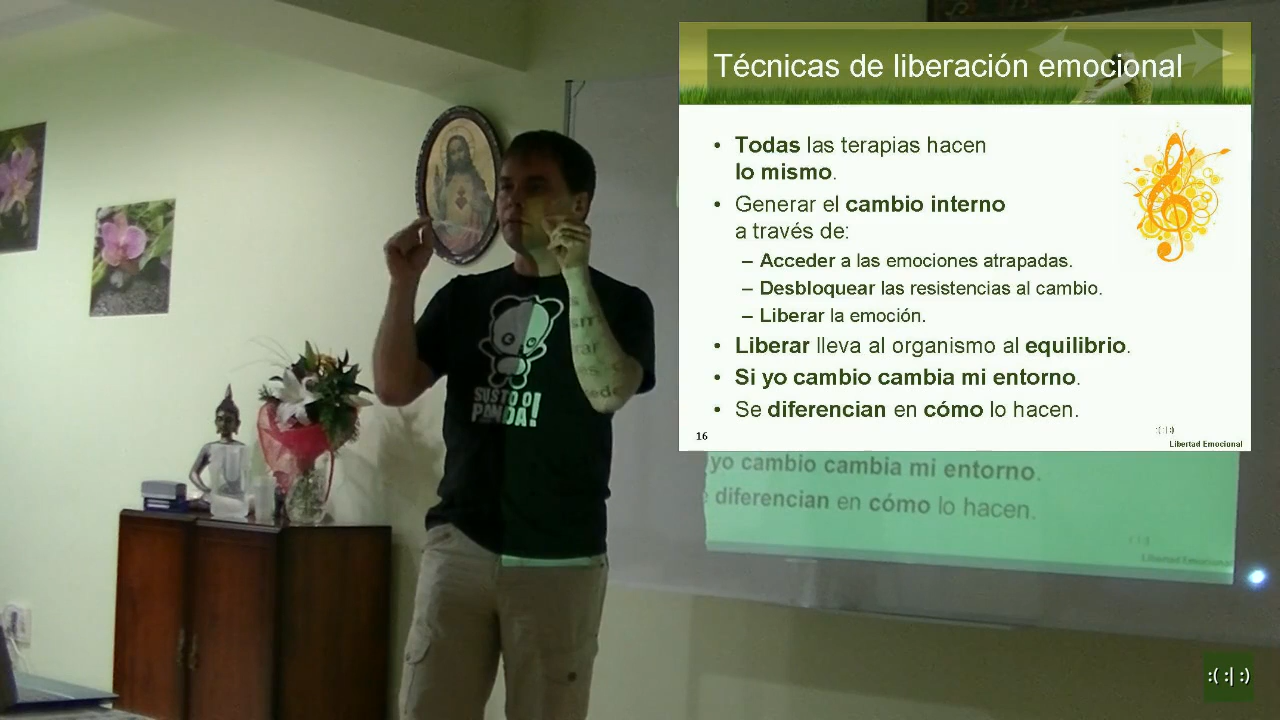 Técnicas de liberación emocional
• Todas las terapias hacen
lo mismo.
• Generar el cambio interno
a través de:
– Acceder a las emociones atrapadas.
– Desbloquear las resistencias al cambio.
– Liberar la emoción.
• Liberar lleva al organismo al equilibrio.
• Si yo cambio cambia mi entorno.
• Se diferencian en cómo lo hacen.
16
:(:|:)
Libertad Emocional
SUSTO O
PANDA!
yo cambio cambia mi entorno.
diferencian en cómo lo hacen.
Libertad Emocional
:( :| :)